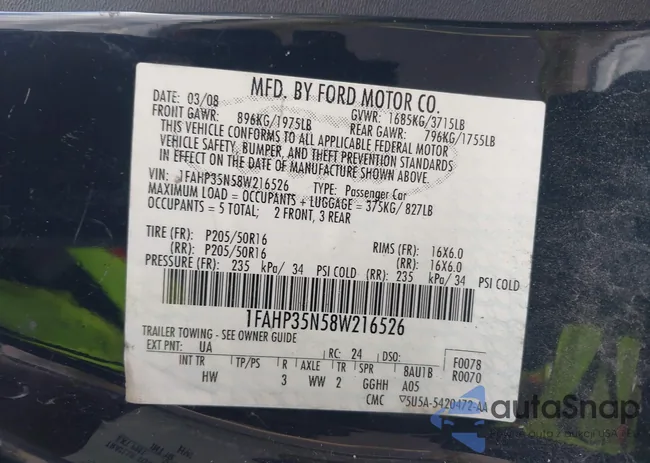 MFD. BY FORD MOTOR CO.
DATE: 03/08 GVWR: 1685KG/3715LB
FRONT GAWR: 896KG/1975LB REAR GAWR: 796KG/1755LB
THIS VEHICLE CONFORMS TO ALL APPLICABLE FEDERAL MOTOR
VEHICLE SAFETY, BUMPER, AND THEFT PREVENTION STANDARDS
IN EFFECT ON THE DATE OF MANUFACTURE SHOWN ABOVE.
VIN: 1FAHP35N58W216526 TYPE: Passenger Car
MAXIMUM LOAD = OCCUPANTS + LUGGAGE = 375KG/ 827LB
OCCUPANTS = 5 TOTAL; 2 FRONT, 3 REAR
TIRE (FR): P205/50R16 RIMS (FR): 16X6.0
(RR): P205/50R16 (RR): 16X6.0
PRESSURE (FR): 235 kPa/ 34 PSI COLD (RR): 235 kPa/ 34 PSI COLD
1FAHP35N58W216526
TRAILER TOWING - SEE OWNER GUIDE
EXT PNT: UA RC: 24 DSO: F0078
INT TR TP/PS R AXLE TR SPR 8AU1B R0070
HW 3 WW 2 GGHH A05
CMC 5U5A-5420472-AA
autoSnap